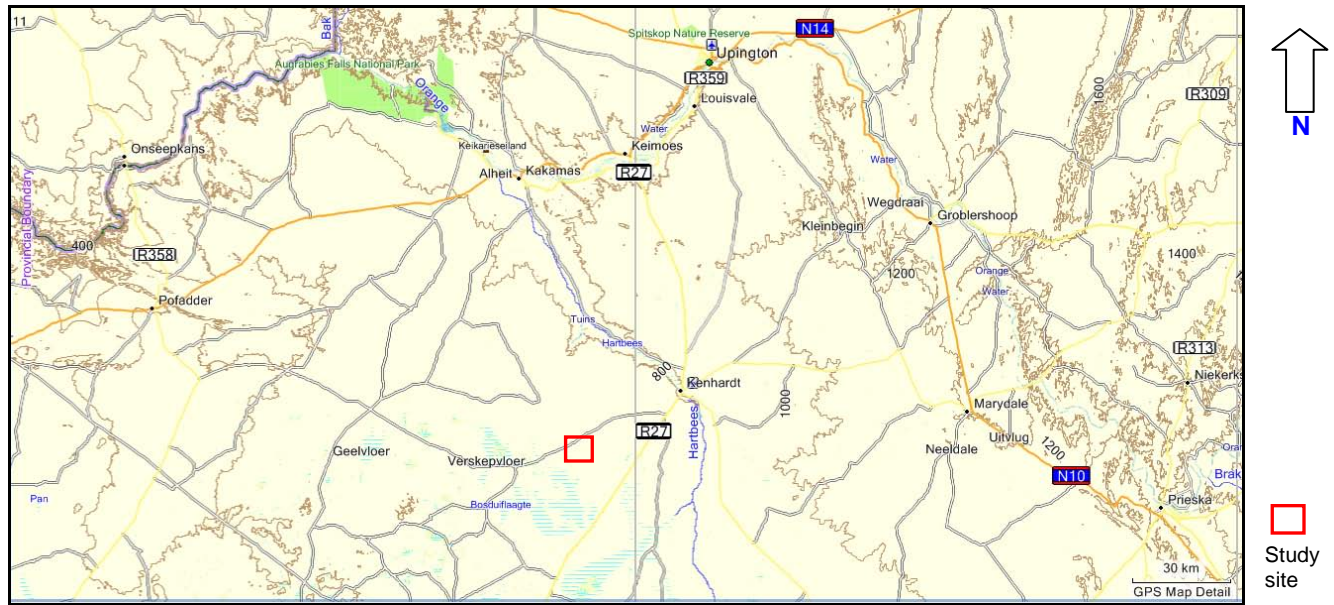 11
Bak
Spitskop Nature Reserve
N14
Upington
Augrabies Falls National Park
Orange
R359
Louisvale
1600
R309
N
Water
Onseepkans
Keikarieseiland
Keimoes
Water
Alheit
Kakamas
R27
Wegdraai
Groblershoop
Provincial Boundary
400
R358
Kleinbegin
1200
1400
Orange
Water
Pofadder
Tuins
Hartbees
R313
800
Kenhardt
Niekerks
1000
Marydale
R27
Hartbees
Uitvlug
1200
Geelvloer
Verskepvloer
Neeldale
Oran
Brak
N10
Pan
Bosduiflaagte
Prieska
Study
site
30 km
GPS Map Detail